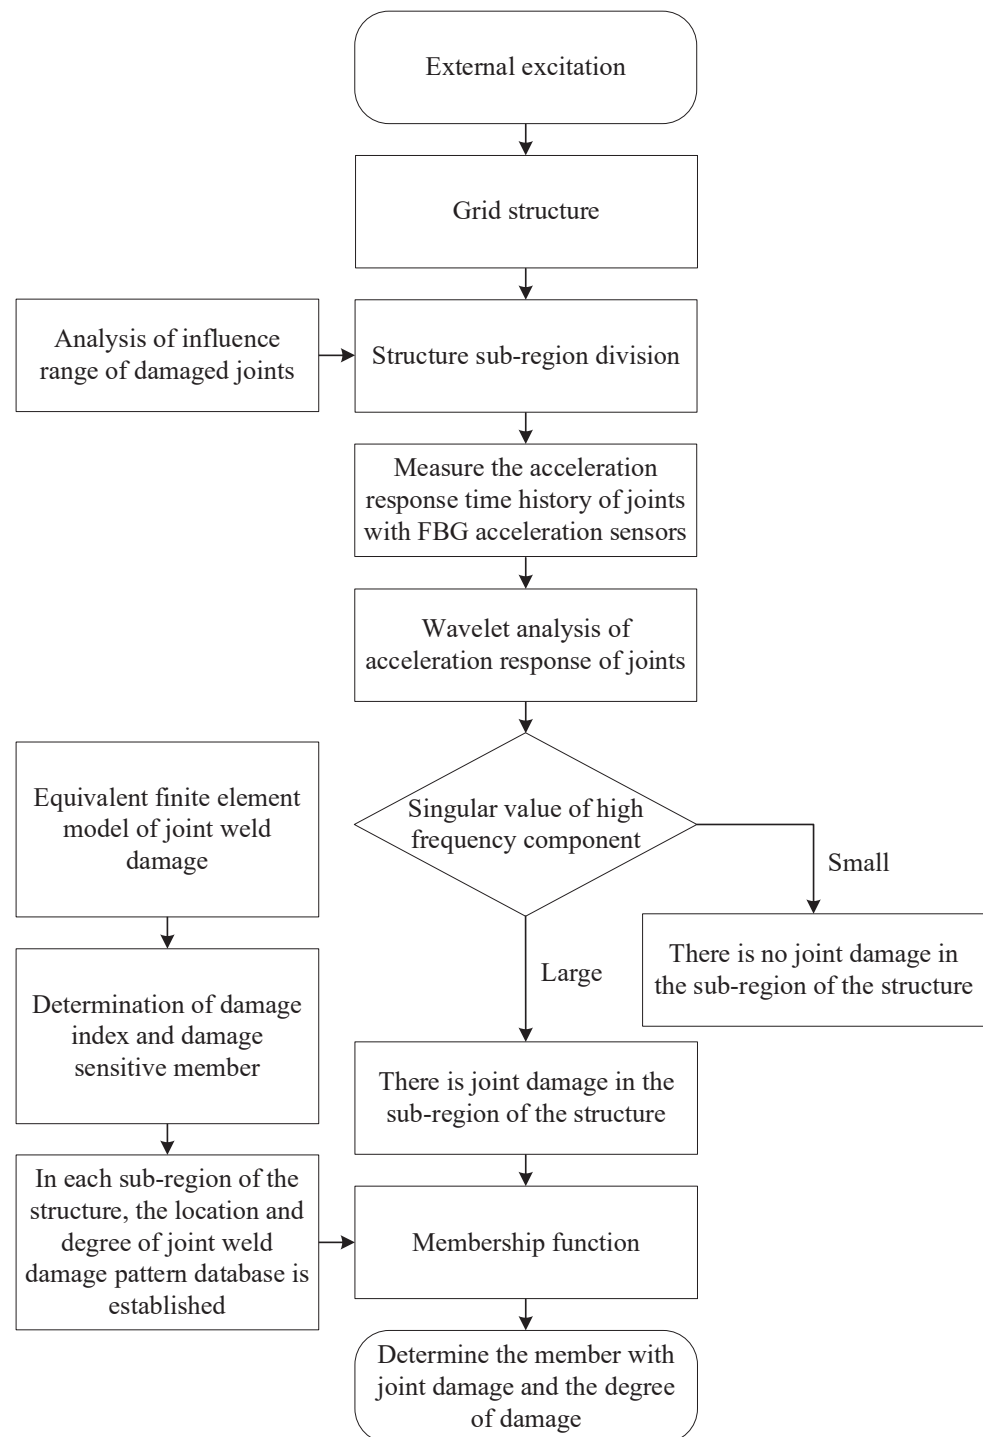 External excitation
Grid structure
Analysis of influence
range of damaged joints
Structure sub-region division
Measure the acceleration
response time history of joints
with FBG acceleration sensors
Wavelet analysis of
acceleration response of joints
Equivalent finite element
model of joint weld
damage
Singular value of high
frequency component
Small
There is no joint damage in
the sub-region of the structure
Large
Determination of damage
index and damage
sensitive member
There is joint damage in the
sub-region of the structure
In each sub-region of the
structure, the location and
degree of joint weld
damage pattern database is
established
Membership function
Determine the member with
joint damage and the degree
of damage